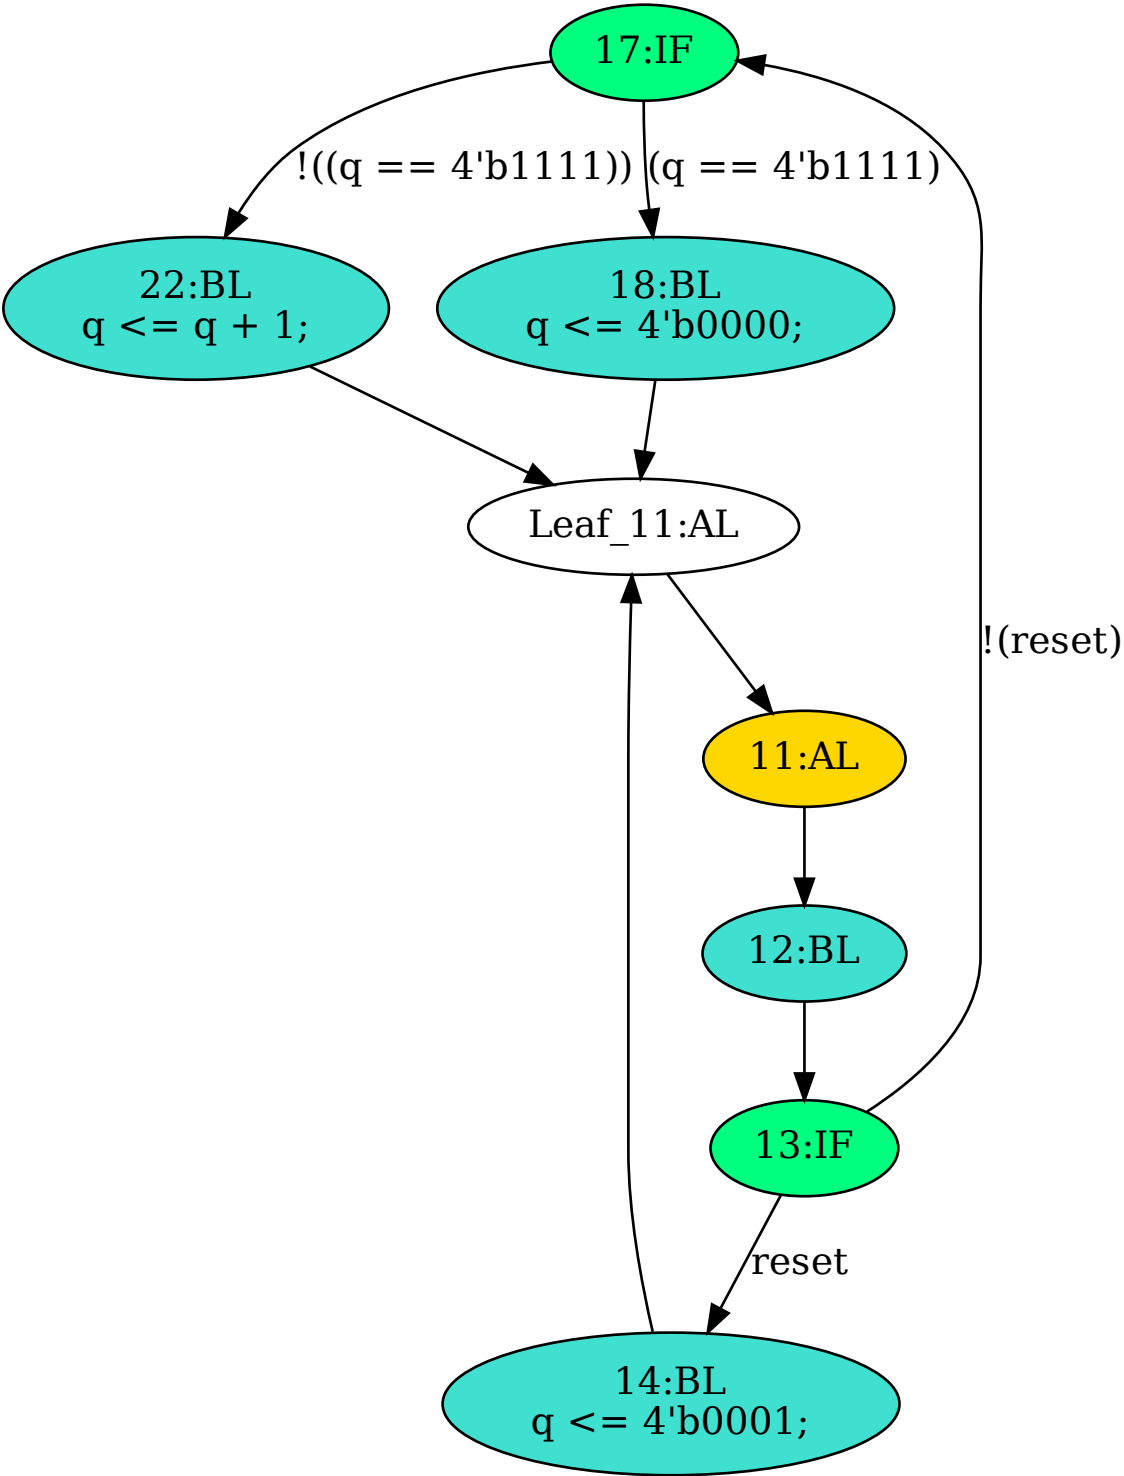 17:IF
!((q == 4'b1111))
(q == 4'b1111)
22:BL
q <= q + 1;
18:BL
q <= 4'b0000;
Leaf_11:AL
!(reset)
11:AL
12:BL
13:IF
reset
14:BL
q <= 4'b0001;